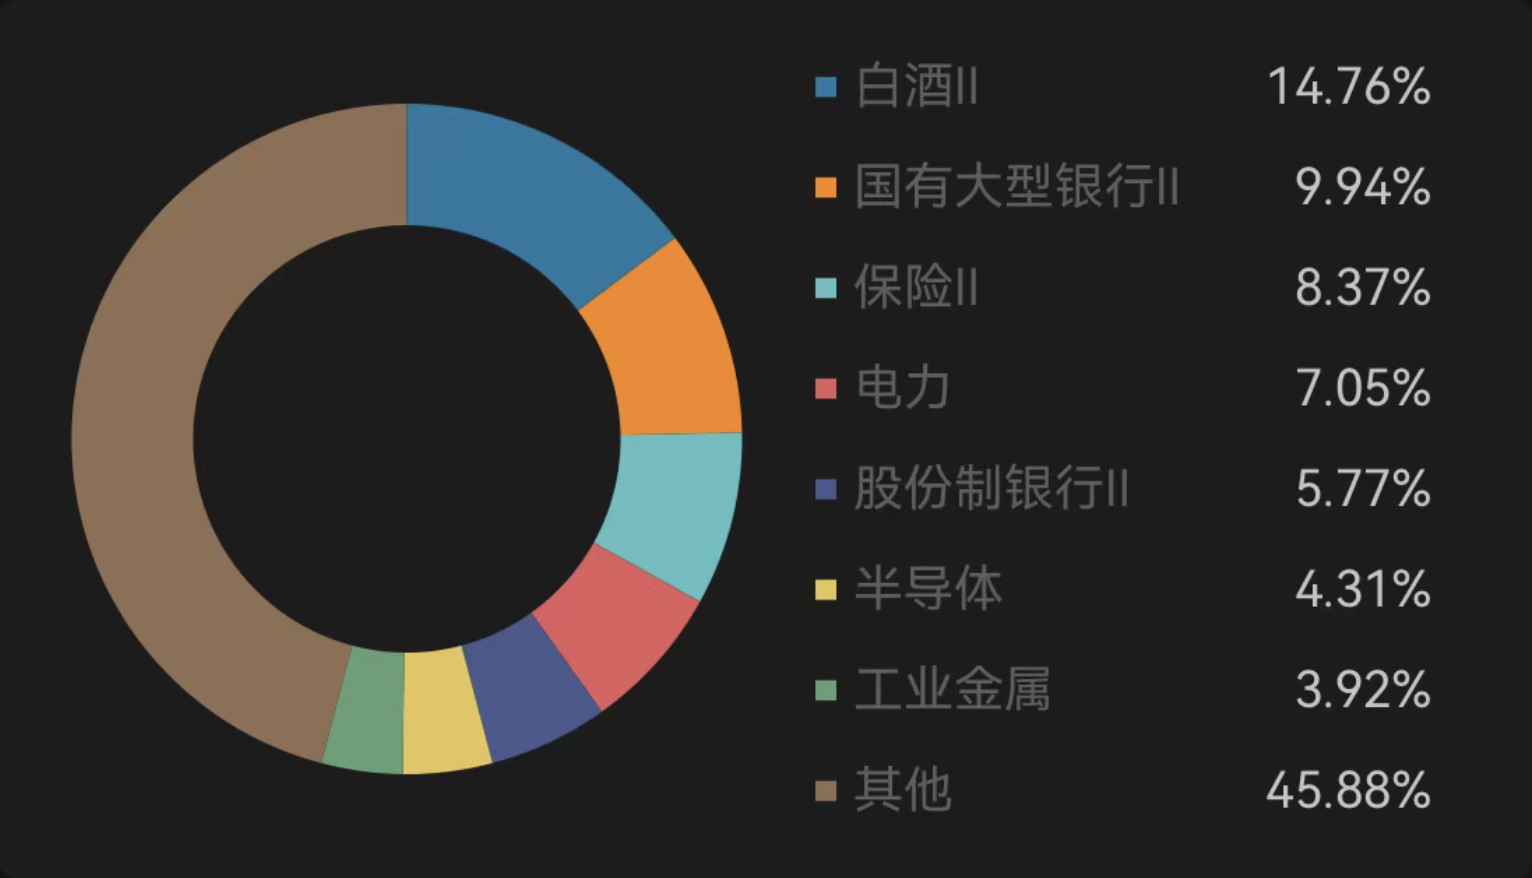 白酒II 14.76%
国有大型银行II 9.94%
保险II 8.37%
电力 7.05%
股份制银行II 5.77%
半导体 4.31%
工业金属 3.92%
其他 45.88%